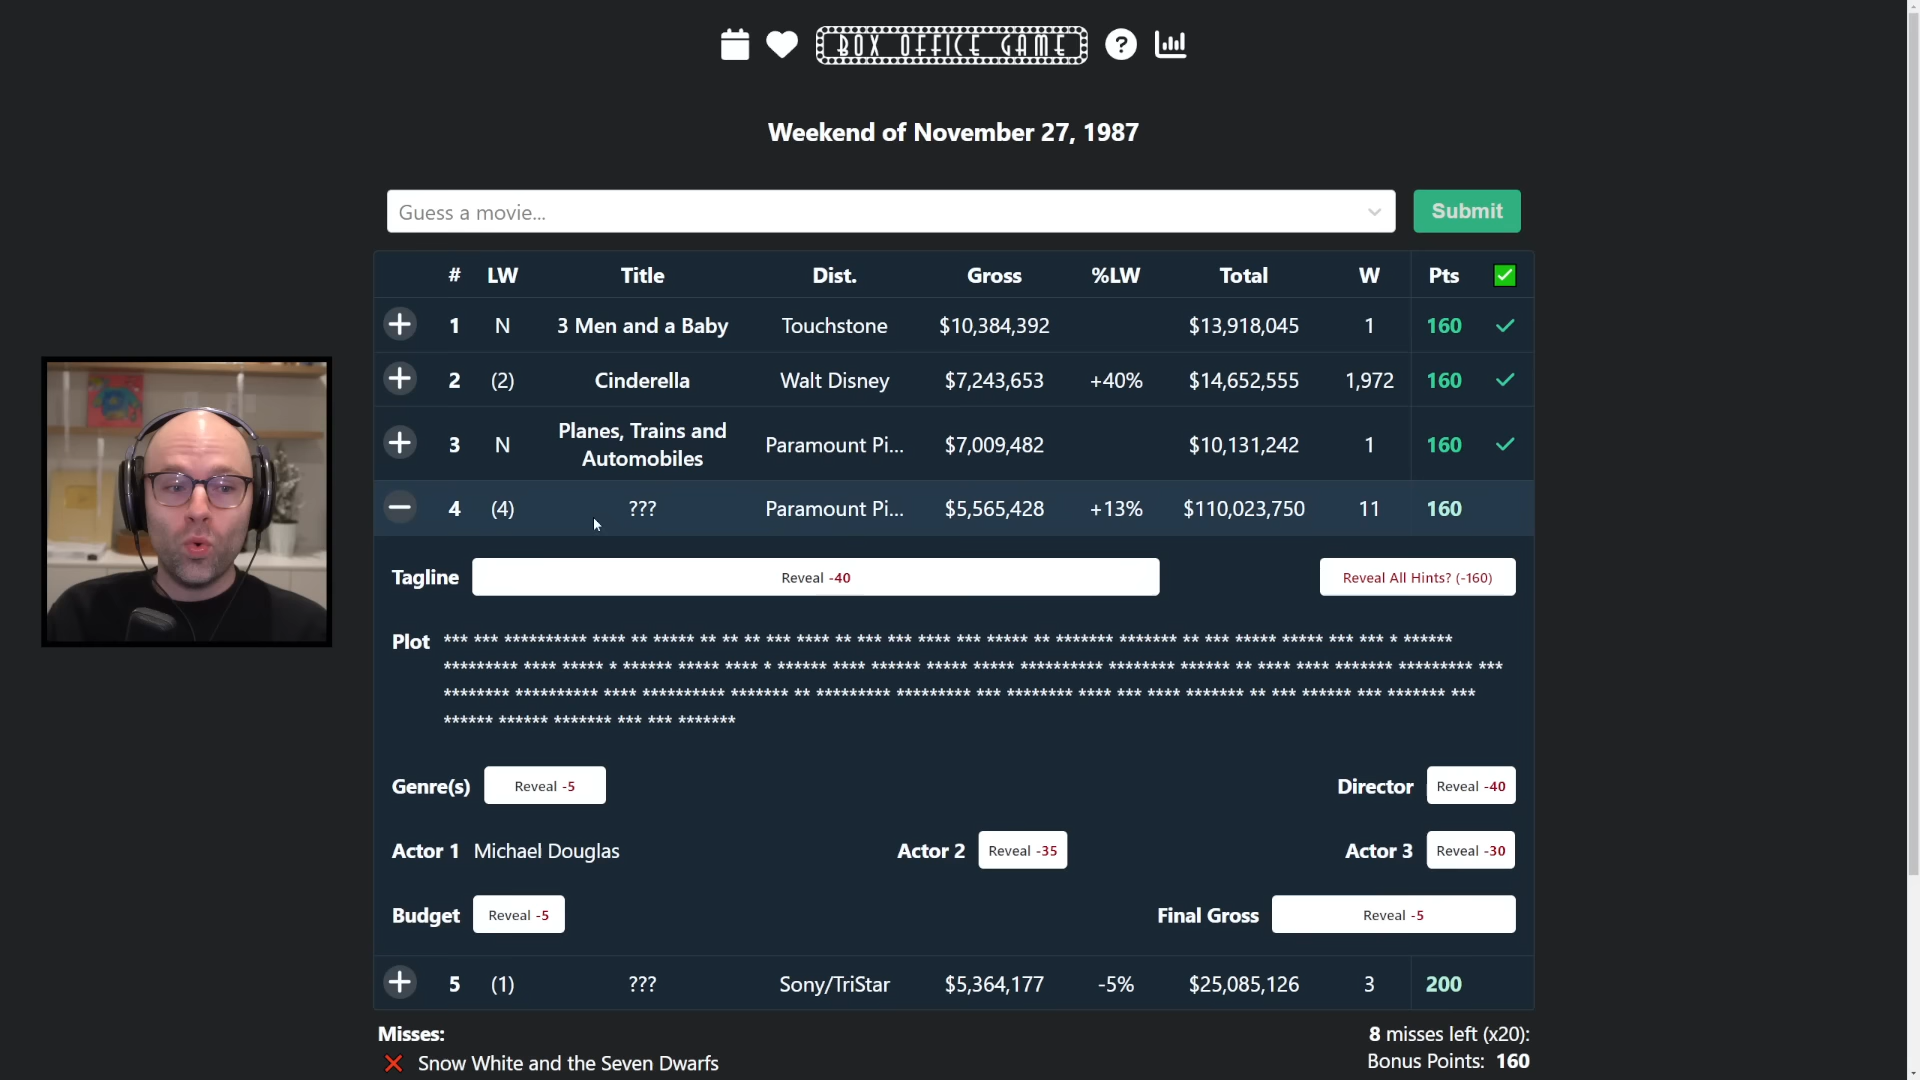 BOX OFFICE GAME
?
Weekend of November 27, 1987
Guess a movie...
Submit
# LW Title Dist. Gross %LW Total W Pts
1 N 3 Men and a Baby Touchstone $10,384,392 $13,918,045 1 160
2 (2) Cinderella Walt Disney $7,243,653 +40% $14,652,555 1,972 160
3 N Planes, Trains and Automobiles Paramount Pi... $7,009,482 $10,131,242 1 160
4 (4) ??? Paramount Pi... $5,565,428 +13% $110,023,750 11 160
Tagline Reveal -40 Reveal All Hints? (-160)
Plot *** *** ********** **** ** ***** ** ** ** *** **** ** *** *** **** *** ***** ** ******* ******* ** *** ***** ***** *** *** * ******
********* **** ***** * ****** ***** **** * ****** **** ****** ***** ***** ********** ******** ****** ** **** **** ******* ********* ***
******** ********** **** ********** ******* ** ********* ********* *** ******** **** *** **** ******* ** *** ****** *** ******* ***
****** ****** ******* *** *** *******
Genre(s) Reveal -5 Director Reveal -40
Actor 1 Michael Douglas Actor 2 Reveal -35 Actor 3 Reveal -30
Budget Reveal -5 Final Gross Reveal -5
5 (1) ??? Sony/TriStar $5,364,177 -5% $25,085,126 3 200
Misses: 8 misses left (x20):
Snow White and the Seven Dwarfs Bonus Points: 160